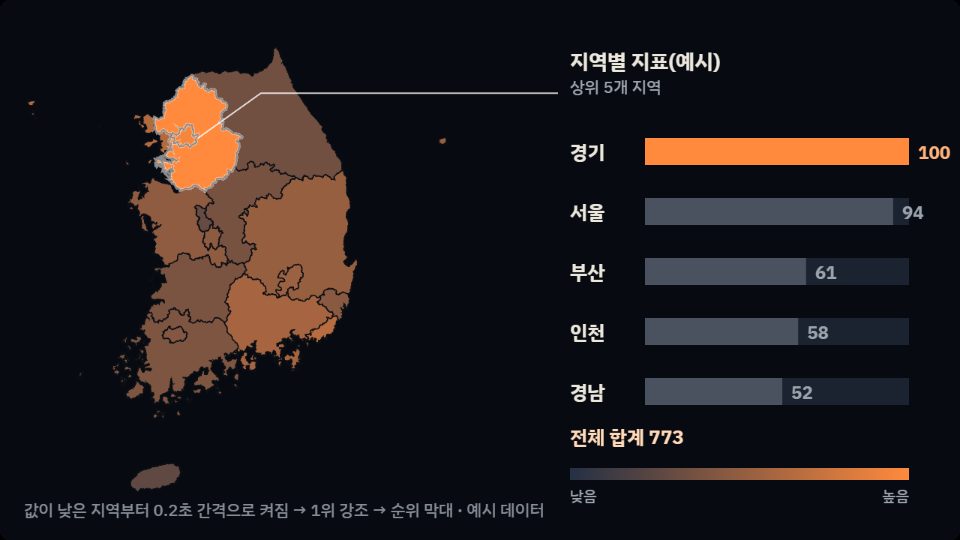 지역별 지표(예시)
상위 5개 지역
경기 100
서울 94
부산 61
인천 58
경남 52
전체 합계 773
낮음 높음
값이 낮은 지역부터 0.2초 간격으로 켜짐 → 1위 강조 → 순위 막대 · 예시 데이터